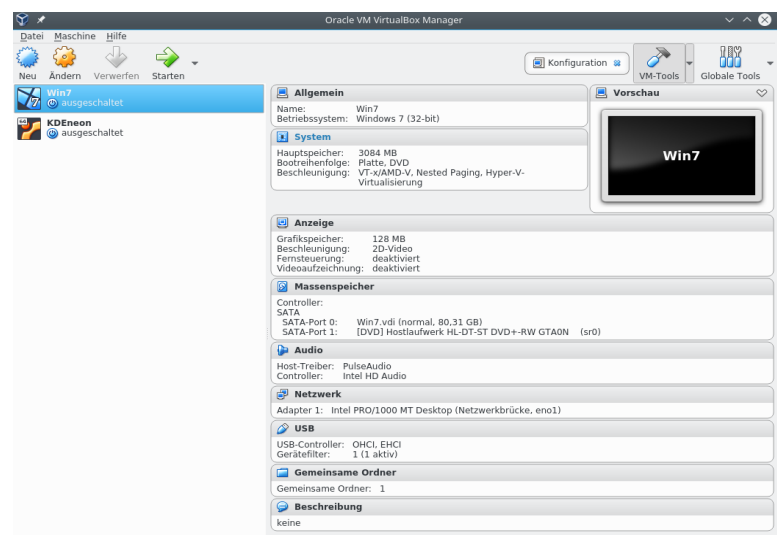 Oracle VM VirtualBox Manager
Datei Maschine Hilfe
Neu Ändern Verwerfen Starten
Konfiguration
VM-Tools Globale Tools
Win7
ausgeschaltet
64
KDEneon
ausgeschaltet
Allgemein
Name: Win7
Betriebssystem: Windows 7 (32-bit)
System
Hauptspeicher: 3084 MB
Bootreihenfolge: Platte, DVD
Beschleunigung: VT-x/AMD-V, Nested Paging, Hyper-V-
Virtualisierung
Vorschau
Win7
Anzeige
Grafikspeicher: 128 MB
Beschleunigung: 2D-Video
Fernsteuerung: deaktiviert
Videoaufzeichnung: deaktiviert
Massenspeicher
Controller:
SATA
SATA-Port 0: Win7.vdi (normal, 80,31 GB)
SATA-Port 1: [DVD] Hostlaufwerk HL-DT-ST DVD+-RW GTA0N (sr0)
Audio
Host-Treiber: PulseAudio
Controller: Intel HD Audio
Netzwerk
Adapter 1: Intel PRO/1000 MT Desktop (Netzwerkbrücke, eno1)
USB
USB-Controller: OHCI, EHCI
Gerätefilter: 1 (1 aktiv)
Gemeinsame Ordner
Gemeinsame Ordner: 1
Beschreibung
keine